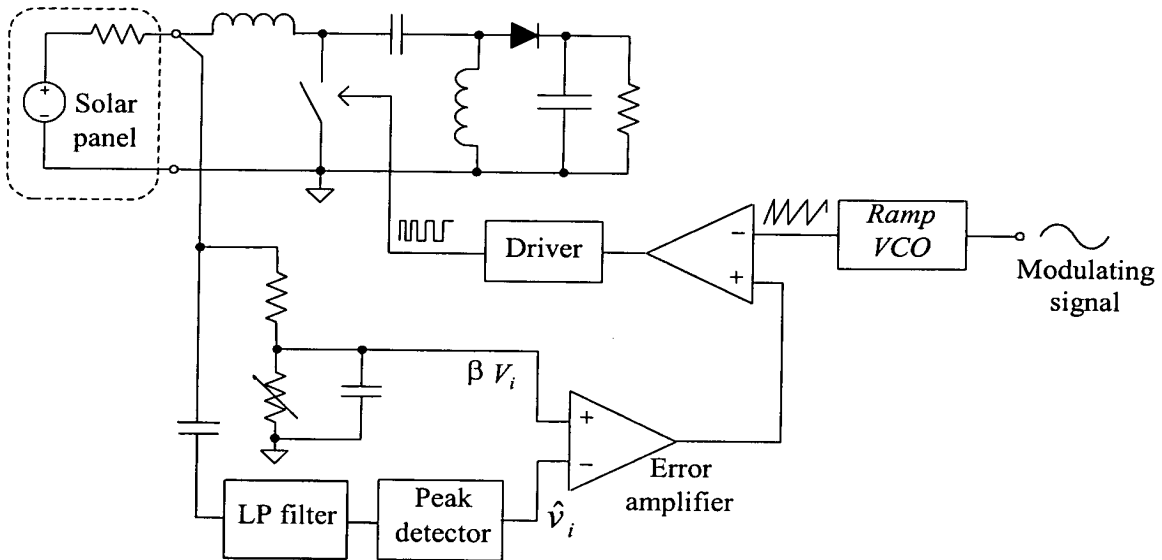 +
−
Solar
panel
Driver
−
+
Ramp
VCO
Modulating
signal
β V_i
+
−
Error
amplifier
LP filter
Peak
detector
v̂_i